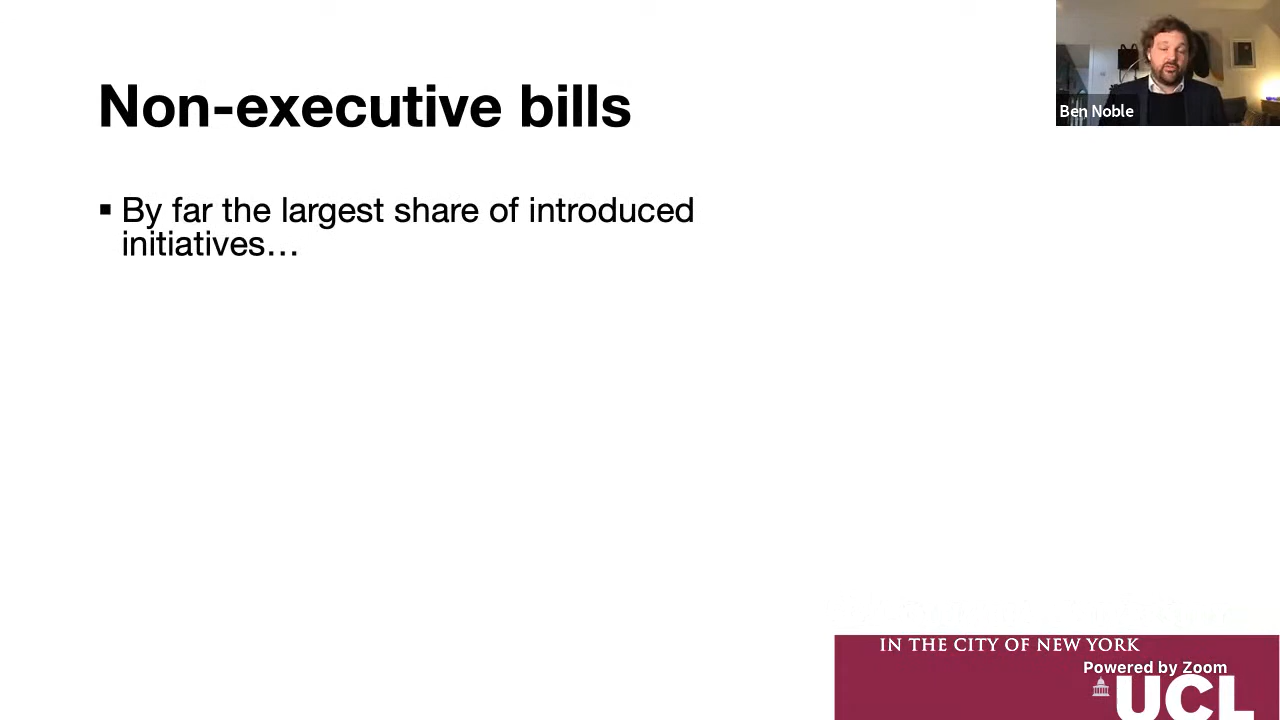 Non-executive bills
Ben Noble
▪ By far the largest share of introduced
initiatives…
IN THE CITY OF NEW YORK
Powered by Zoom
UCL